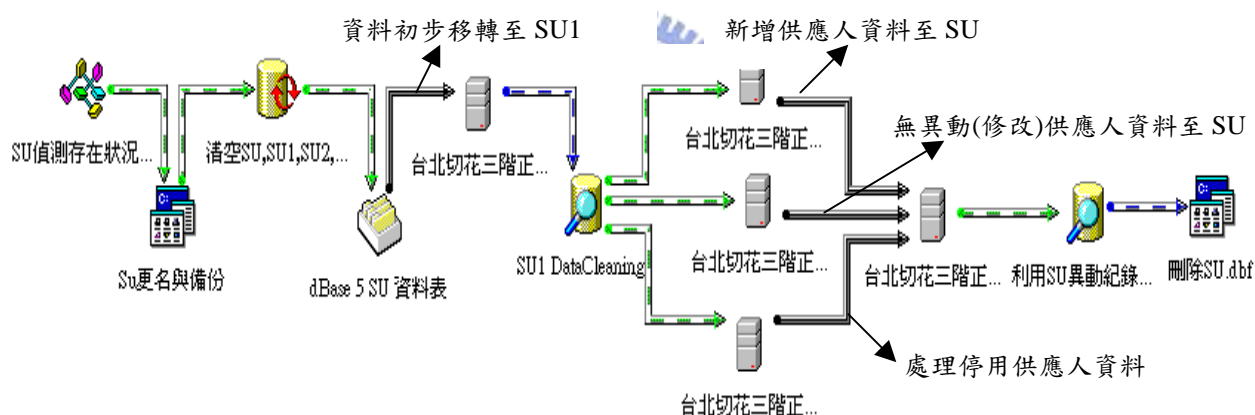 資料初步移轉至 SU1
新增供應人資料至 SU
無異動(修改)供應人資料至 SU
SU偵測存在狀況...
清空SU,SU1,SU2,...
台北切花三階正...
台北切花三階正...
Su更名與備份
dBase 5 SU 資料表
SU1 DataCleaning
台北切花三階正...
台北切花三階正...
利用SU異動紀錄...
刪除SU.dbf
處理停用供應人資料
台北切花三階正...